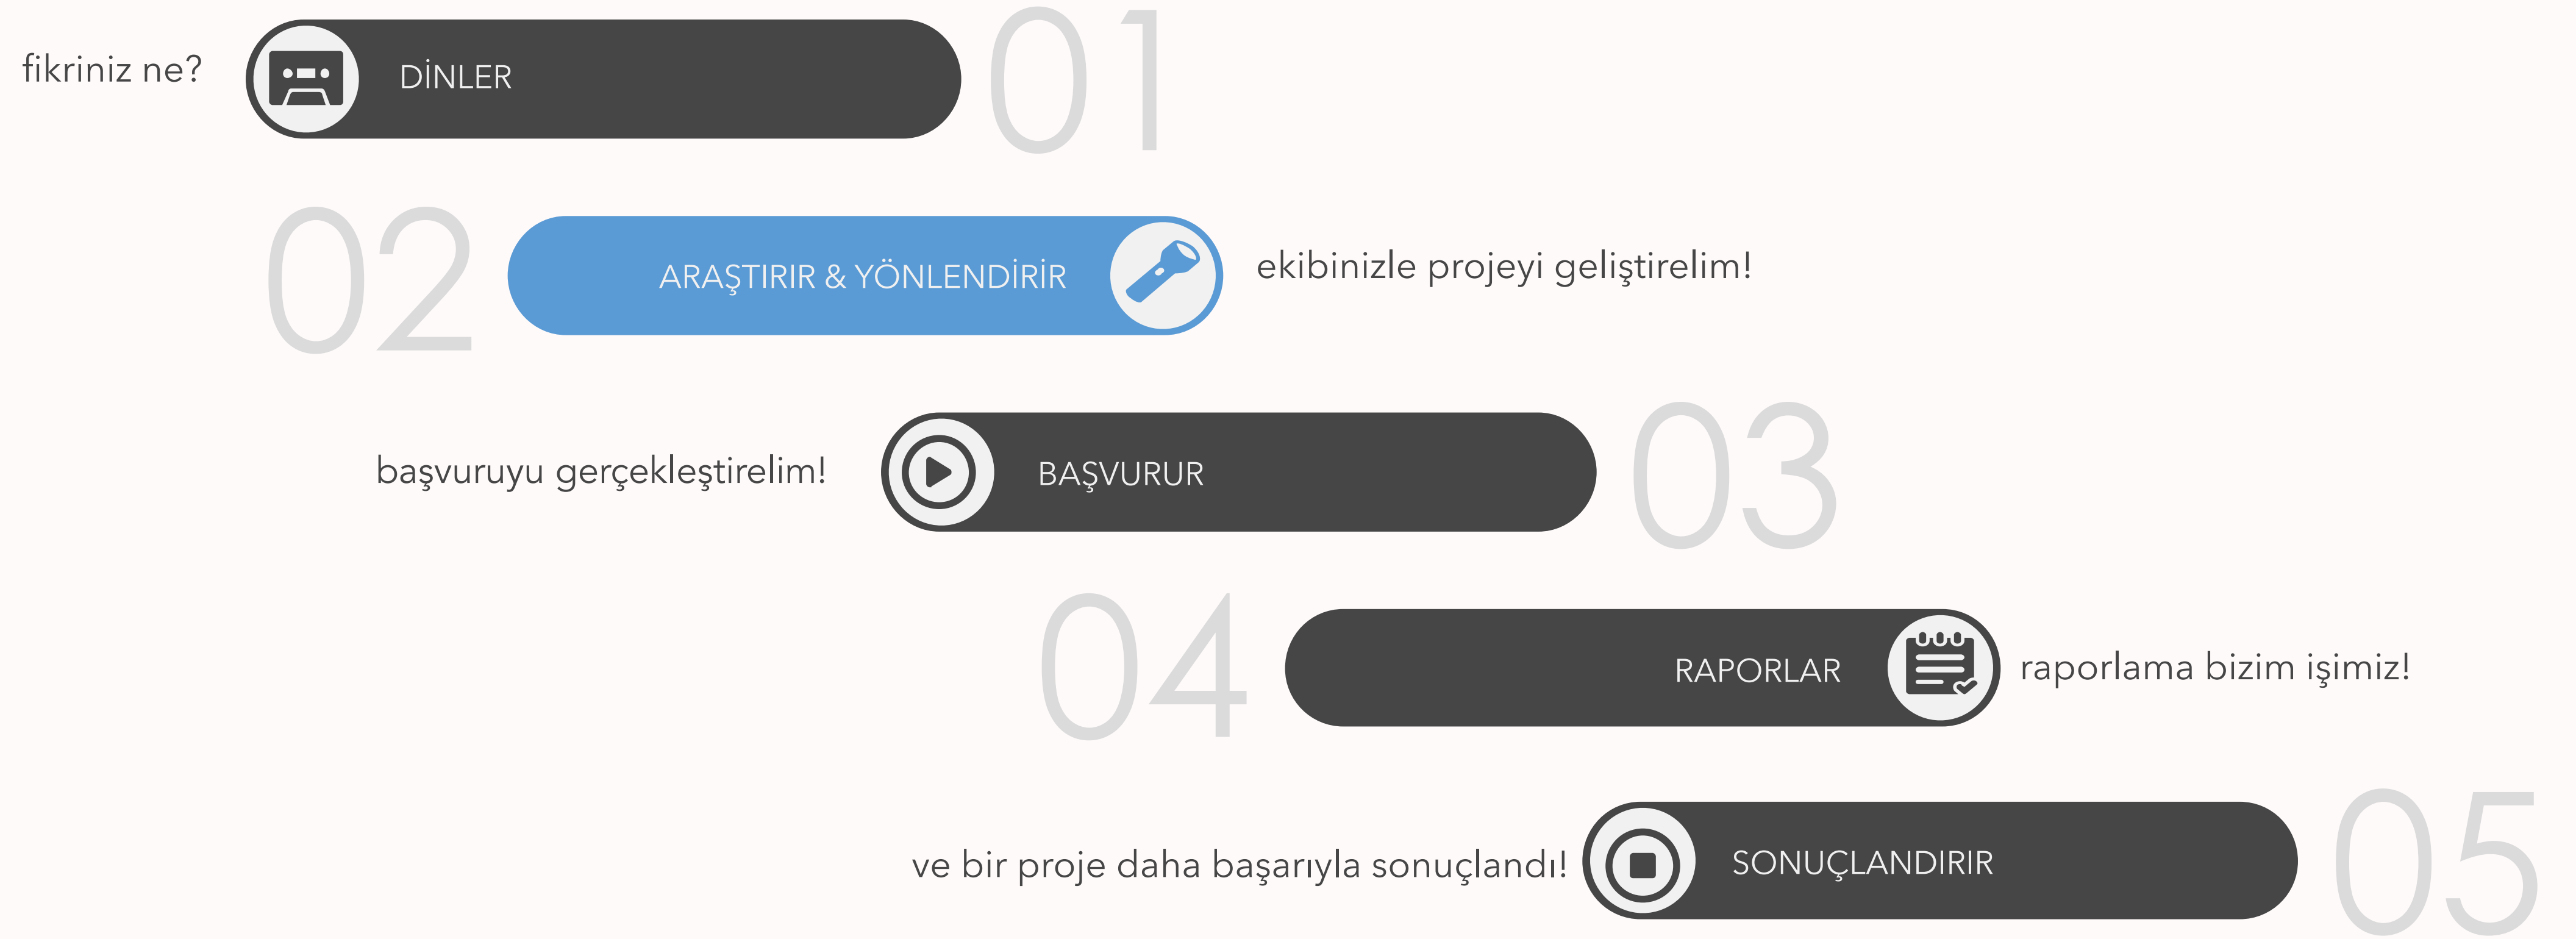 fikriniz ne?
DİNLER
01
02
ARAŞTIRIR & YÖNLENDİRİR
ekibinizle projeyi geliştirelim!
başvuruyu gerçekleştirelim!
BAŞVURUR
03
04
RAPORLAR
raporlama bizim işimiz!
ve bir proje daha başarıyla sonuçlandı!
SONUÇLANDIRIR
05